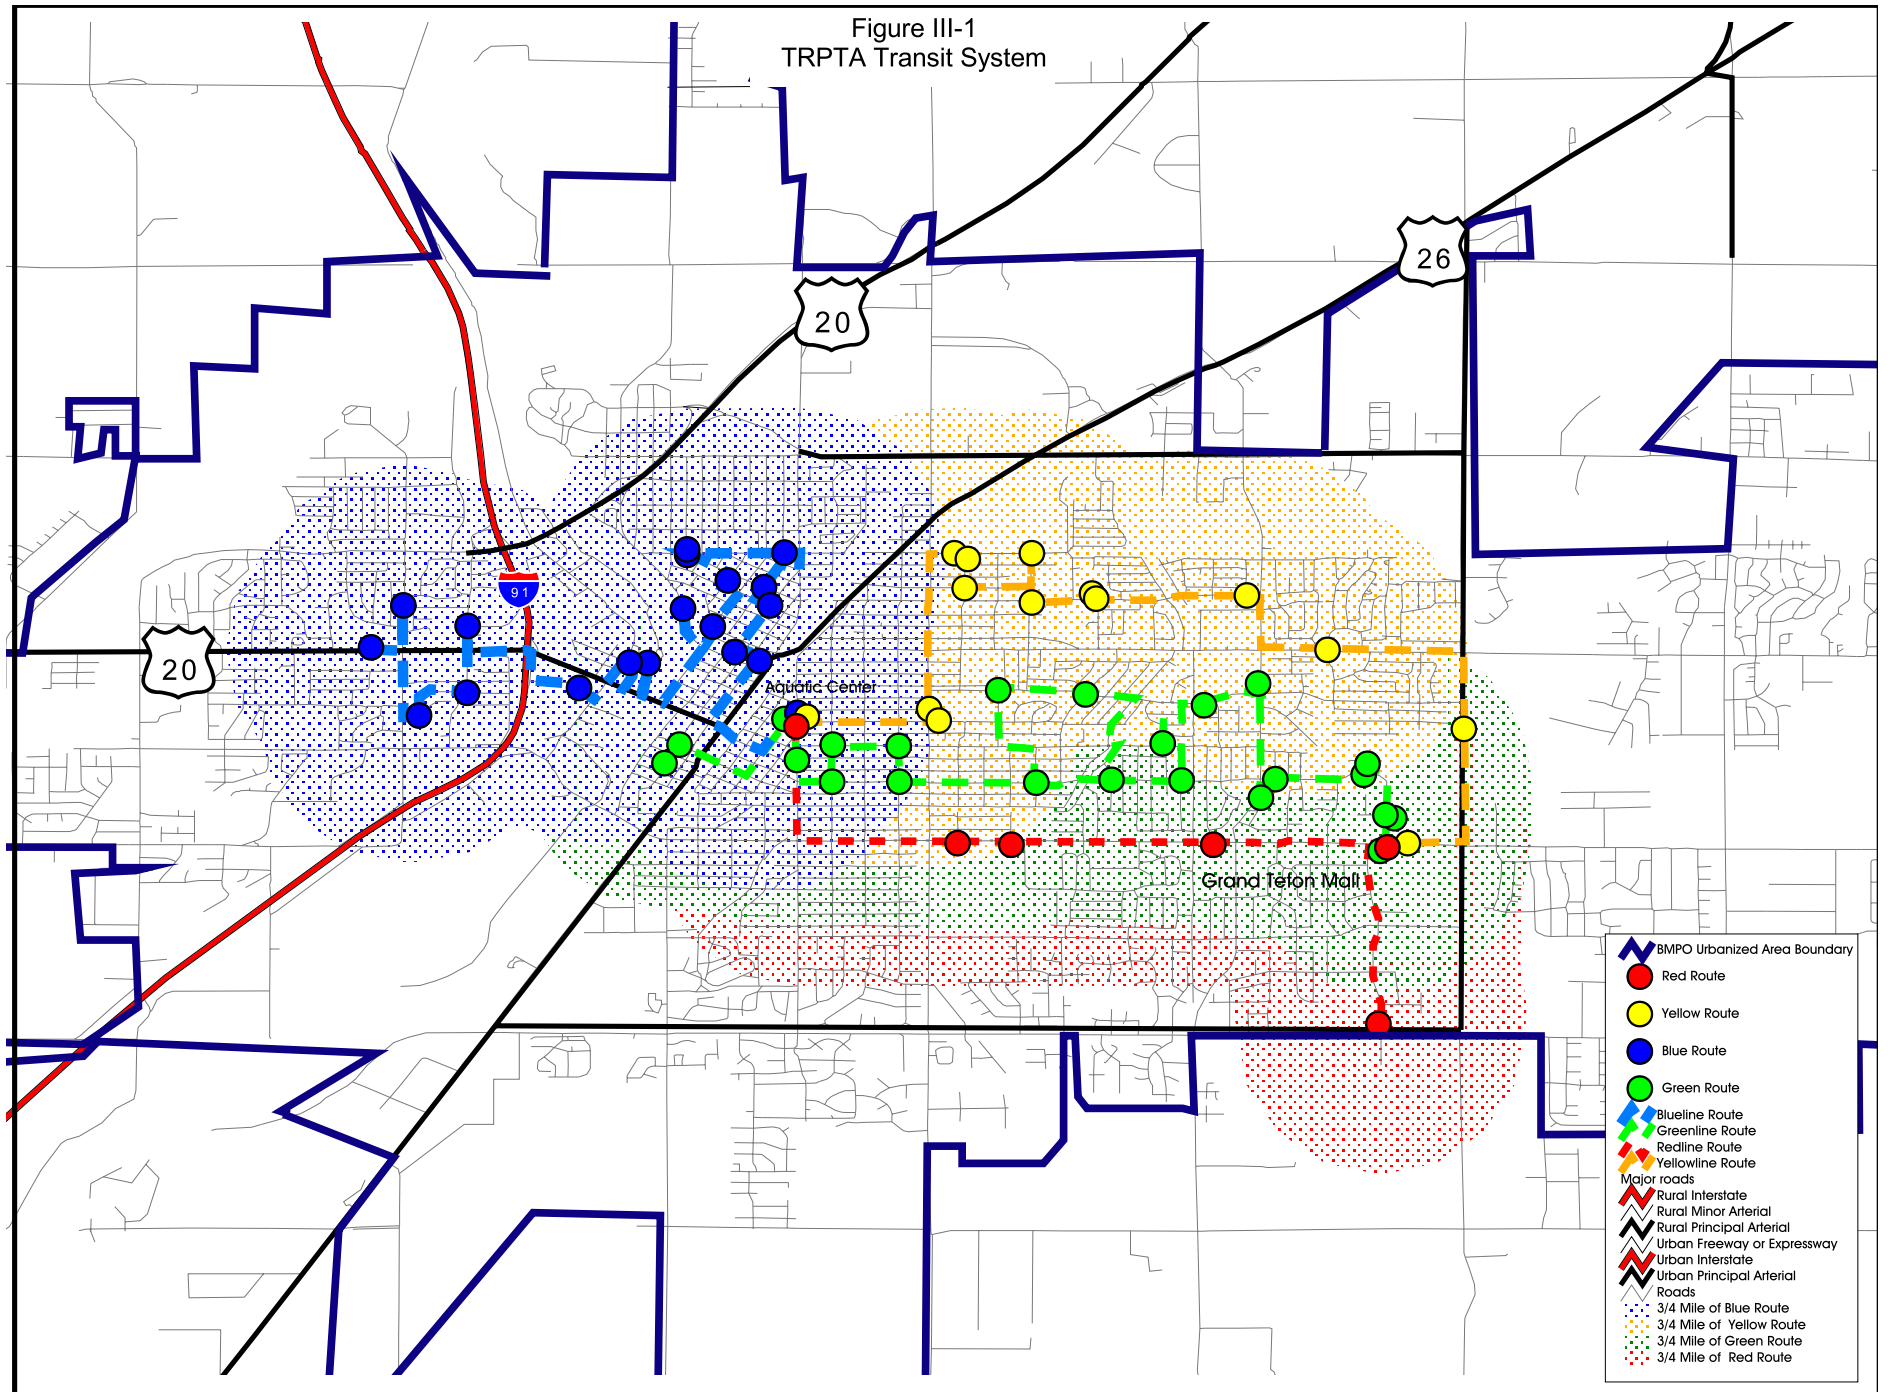 Figure III-1
TRPTA Transit System
26
20
91
20
Aquatic Center
Grand Teton Mall
BMPO Urbanized Area Boundary
Red Route
Yellow Route
Blue Route
Green Route
Blueline Route
Greenline Route
Redline Route
Yellowline Route
Major roads
Rural Interstate
Rural Minor Arterial
Rural Principal Arterial
Urban Freeway or Expressway
Urban Interstate
Urban Principal Arterial
Roads
3/4 Mile of Blue Route
3/4 Mile of Yellow Route
3/4 Mile of Green Route
3/4 Mile of Red Route